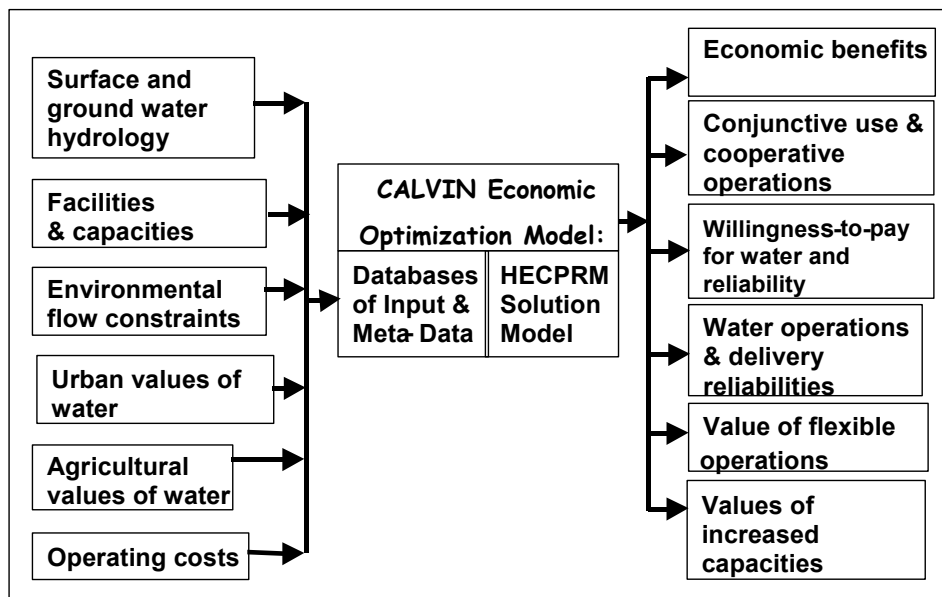 Surface and
ground water
hydrology
Facilities
& capacities
Environmental
flow constraints
Urban values of
water
Agricultural
values of water
Operating costs
CALVIN Economic
Optimization Model:
Databases
of Input &
Meta-Data
HECPRM
Solution
Model
Economic benefits
Conjunctive use &
cooperative
operations
Willingness-to-pay
for water and
reliability
Water operations
& delivery
reliabilities
Value of flexible
operations
Values of
increased
capacities